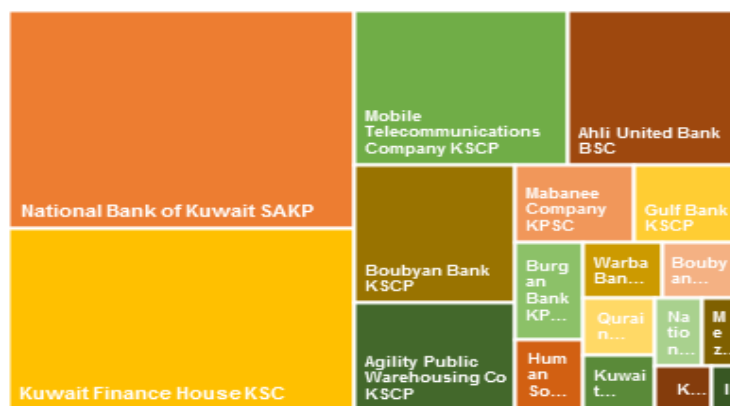 National Bank of Kuwait SAKP
Kuwait Finance House KSC
Mobile
Telecommunications
Company KSCP
Ahli United Bank
BSC
Boubyan Bank
KSCP
Agility Public
Warehousing Co
KSCP
Mabanee
Company
KPSC
Gulf Bank
KSCP
Burg
an
Bank
KP...
Warba
Ban...
Bouby
an...
Hum
an
So...
Qurai
n...
Kuwai
t...
Na
tion
...
M
e
z...
K...
I